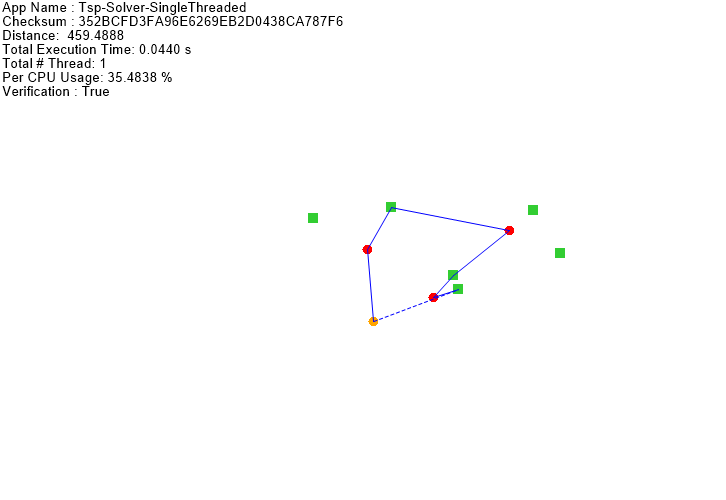 App Name : Tsp-Solver-SingleThreaded
Checksum : 352BCFD3FA96E6269EB2D0438CA787F6
Distance:  459.4888
Total Execution Time: 0.0440 s
Total # Thread: 1
Per CPU Usage: 35.4838 %
Verification : True